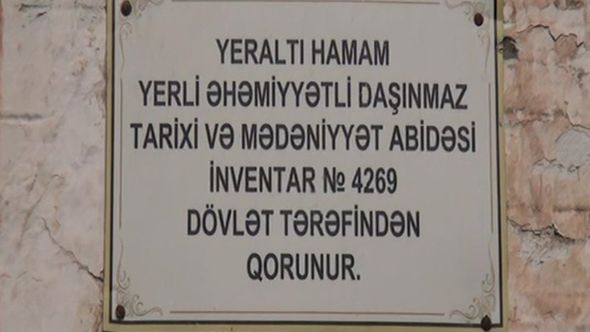 YERALTI HAMAM
YERLİ ƏHƏMİYYƏTLİ DAŞINMAZ
TARİXİ VƏ MƏDƏNİYYƏT ABİDƏSİ
İNVENTAR № 4269
DÖVLƏT TƏRƏFİNDƏN
QORUNUR.